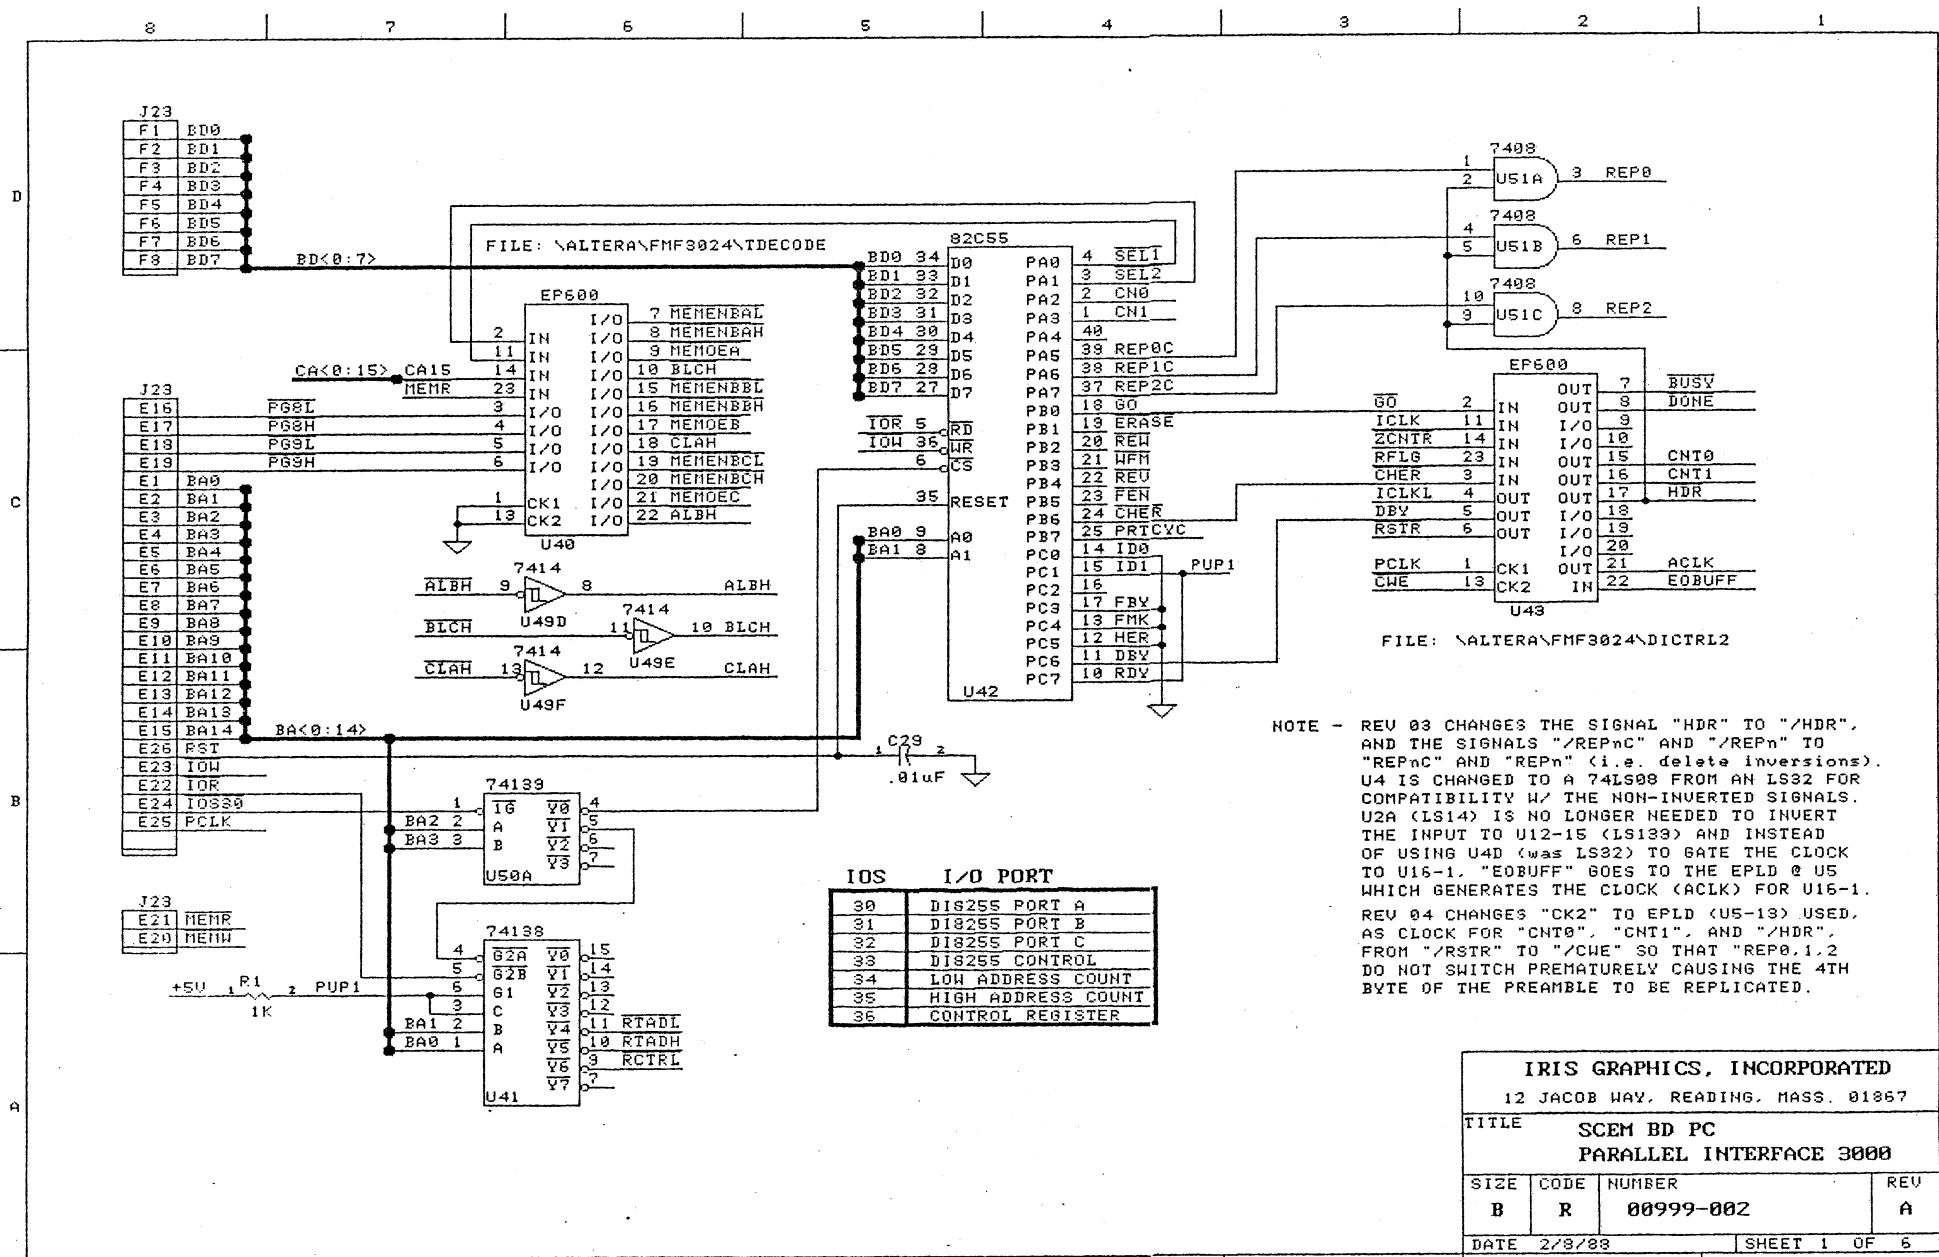 8 7 6 5 4 3 2 1
D
C
B
A
J23
F1 BD0
F2 BD1
F3 BD2
F4 BD3
F5 BD4
F6 BD5
F7 BD6
F8 BD7
BD<0:7>
FILE: \ALTERA\FMF3024\TDECODE
EP600
2 IN
11 IN
14 IN
23 IN
3 I/O
4 I/O
5 I/O
6 I/O
1 CK1
13 CK2
I/O 7 MEMENBAL
I/O 8 MEMENBAH
I/O 9 MEMOEA
I/O 10 BLCH
I/O 15 MEMENBBL
I/O 16 MEMENBBH
I/O 17 MEMOEB
I/O 18 CLAH
I/O 19 MEMENBCL
I/O 20 MEMENBCH
I/O 21 MEMOEC
I/O 22 ALBH
U40
CA<0:15> CA15
MEMR
J23
E16 PG8L
E17 PG8H
E18 PG9L
E19 PG9H
E1 BA0
E2 BA1
E3 BA2
E4 BA3
E5 BA4
E6 BA5
E7 BA6
E8 BA7
E9 BA8
E10 BA9
E11 BA10
E12 BA11
E13 BA12
E14 BA13
E15 BA14
E26 RST
E23 IOW
E22 IOR
E24 IOS30
E25 PCLK
BA<0:14>
J23
E21 MEMR
E20 MEMW
7414
ALBH 9 8 ALBH
U49D
7414
BLCH 11 10 BLCH
U49E
7414
CLAH 13 12 CLAH
U49F
82C55
BD0 34 D0
BD1 33 D1
BD2 32 D2
BD3 31 D3
BD4 30 D4
BD5 29 D5
BD6 28 D6
BD7 27 D7
IOR 5 RD
IOW 36 WR
6 CS
35 RESET
BA0 9 A0
BA1 8 A1
PA0 4 SEL1
PA1 3 SEL2
PA2 2 CN0
PA3 1 CN1
PA4 40
PA5 39 REP0C
PA6 38 REP1C
PA7 37 REP2C
PB0 18 GO
PB1 19 ERASE
PB2 20 REW
PB3 21 WFM
PB4 22 REV
PB5 23 FEN
PB6 24 CHER
PB7 25 PRTCYC
PC0 14 ID0
PC1 15 ID1
PC2 16
PC3 17 FBY
PC4 13 FMK
PC5 12 HER
PC6 11 DBY
PC7 10 RDY
U42
PUP1
1 C29 2
.01uF
7408
1 2 U51A 3 REP0
7408
4 5 U51B 6 REP1
7408
10 9 U51C 8 REP2
EP600
GO 2 IN
ICLK 11 IN
ZCNTR 14 IN
RFLG 23 IN
CHER 3 IN
ICLKL 4 OUT
DBY 5 OUT
RSTR 6 OUT
PCLK 1 CK1
CWE 13 CK2
OUT 7 BUSY
OUT 8 DONE
I/O 9
I/O 10
OUT 15 CNT0
OUT 16 CNT1
OUT 17 HDR
I/O 18
I/O 19
I/O 20
OUT 21 ACLK
IN 22 EOBUFF
U43
FILE: \ALTERA\FMF3024\DICTRL2
74139
1 1G
BA2 2 A
BA3 3 B
Y0 4
Y1 5
Y2 6
Y3 7
U50A
74138
4 G2A
5 G2B
6 G1
3 C
BA1 2 B
BA0 1 A
Y0 15
Y1 14
Y2 13
Y3 12
Y4 11 RTADL
Y5 10 RTADH
Y6 9 RCTRL
Y7 7
U41
+5V 1 R1 2 PUP1
1K
IOS I/O PORT
30 DI8255 PORT A
31 DI8255 PORT B
32 DI8255 PORT C
33 DI8255 CONTROL
34 LOW ADDRESS COUNT
35 HIGH ADDRESS COUNT
36 CONTROL REGISTER
NOTE - REV 03 CHANGES THE SIGNAL "HDR" TO "/HDR",
AND THE SIGNALS "/REPnC" AND "/REPn" TO
"REPnC" AND "REPn" (i.e. delete inversions).
U4 IS CHANGED TO A 74LS08 FROM AN LS32 FOR
COMPATIBILITY W/ THE NON-INVERTED SIGNALS.
U2A (LS14) IS NO LONGER NEEDED TO INVERT
THE INPUT TO U12-15 (LS139) AND INSTEAD
OF USING U4D (was LS32) TO GATE THE CLOCK
TO U16-1, "EOBUFF" GOES TO THE EPLD @ U5
WHICH GENERATES THE CLOCK (ACLK) FOR U16-1.
REV 04 CHANGES "CK2" TO EPLD (U5-13) USED,
AS CLOCK FOR "CNT0", "CNT1", AND "/HDR",
FROM "/RSTR" TO "/CWE" SO THAT "REP0,1,2
DO NOT SWITCH PREMATURELY CAUSING THE 4TH
BYTE OF THE PREAMBLE TO BE REPLICATED.
IRIS GRAPHICS, INCORPORATED
12 JACOB WAY, READING, MASS. 01867
TITLE
SCEM BD PC
PARALLEL INTERFACE 3000
SIZE CODE NUMBER REV
B R 00999-002 A
DATE 2/8/88 SHEET 1 OF 6